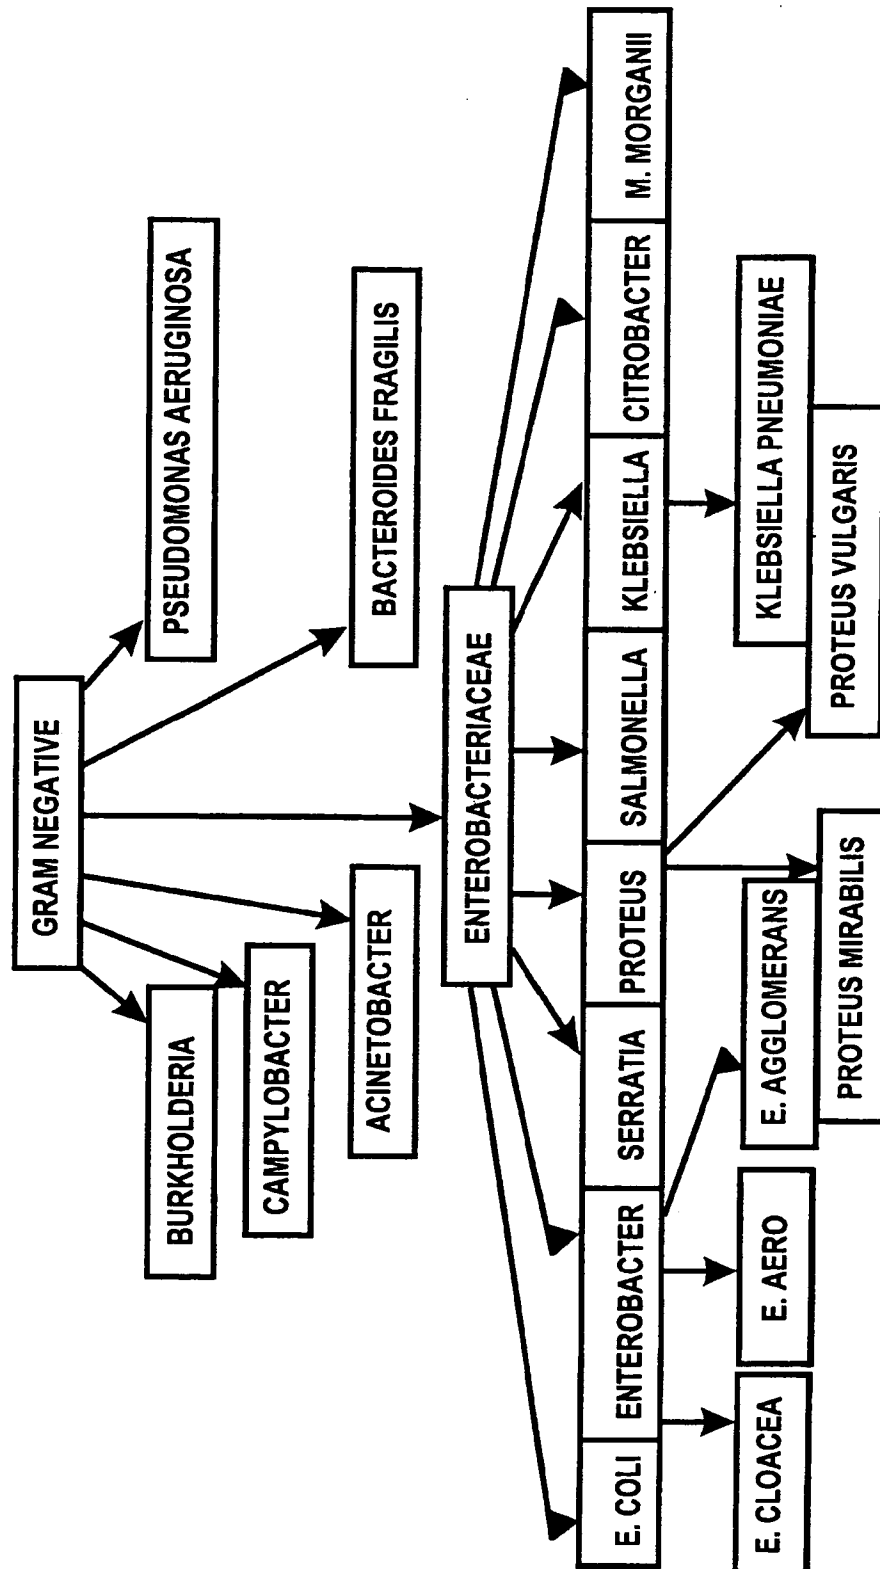 GRAM NEGATIVE
BURKHOLDERIA
PSEUDOMONAS AERUGINOSA
CAMPYLOBACTER
ACINETOBACTER
BACTEROIDES FRAGILIS
ENTEROBACTERIACEAE
E. COLI
ENTEROBACTER
SERRATIA
PROTEUS
SALMONELLA
KLEBSIELLA
CITROBACTER
M. MORGANII
E. CLOACEA
E. AERO
E. AGGLOMERANS
KLEBSIELLA PNEUMONIAE
PROTEUS MIRABILIS
PROTEUS VULGARIS